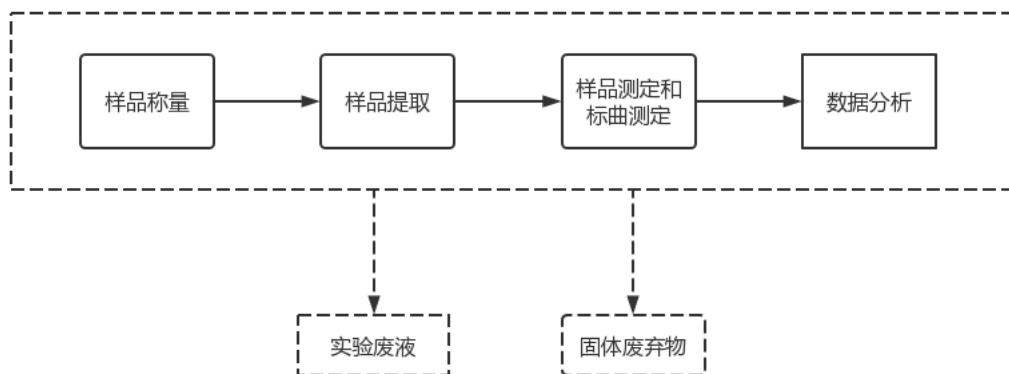 样品称量
样品提取
样品测定和
标曲测定
数据分析
实验废液
固体废弃物